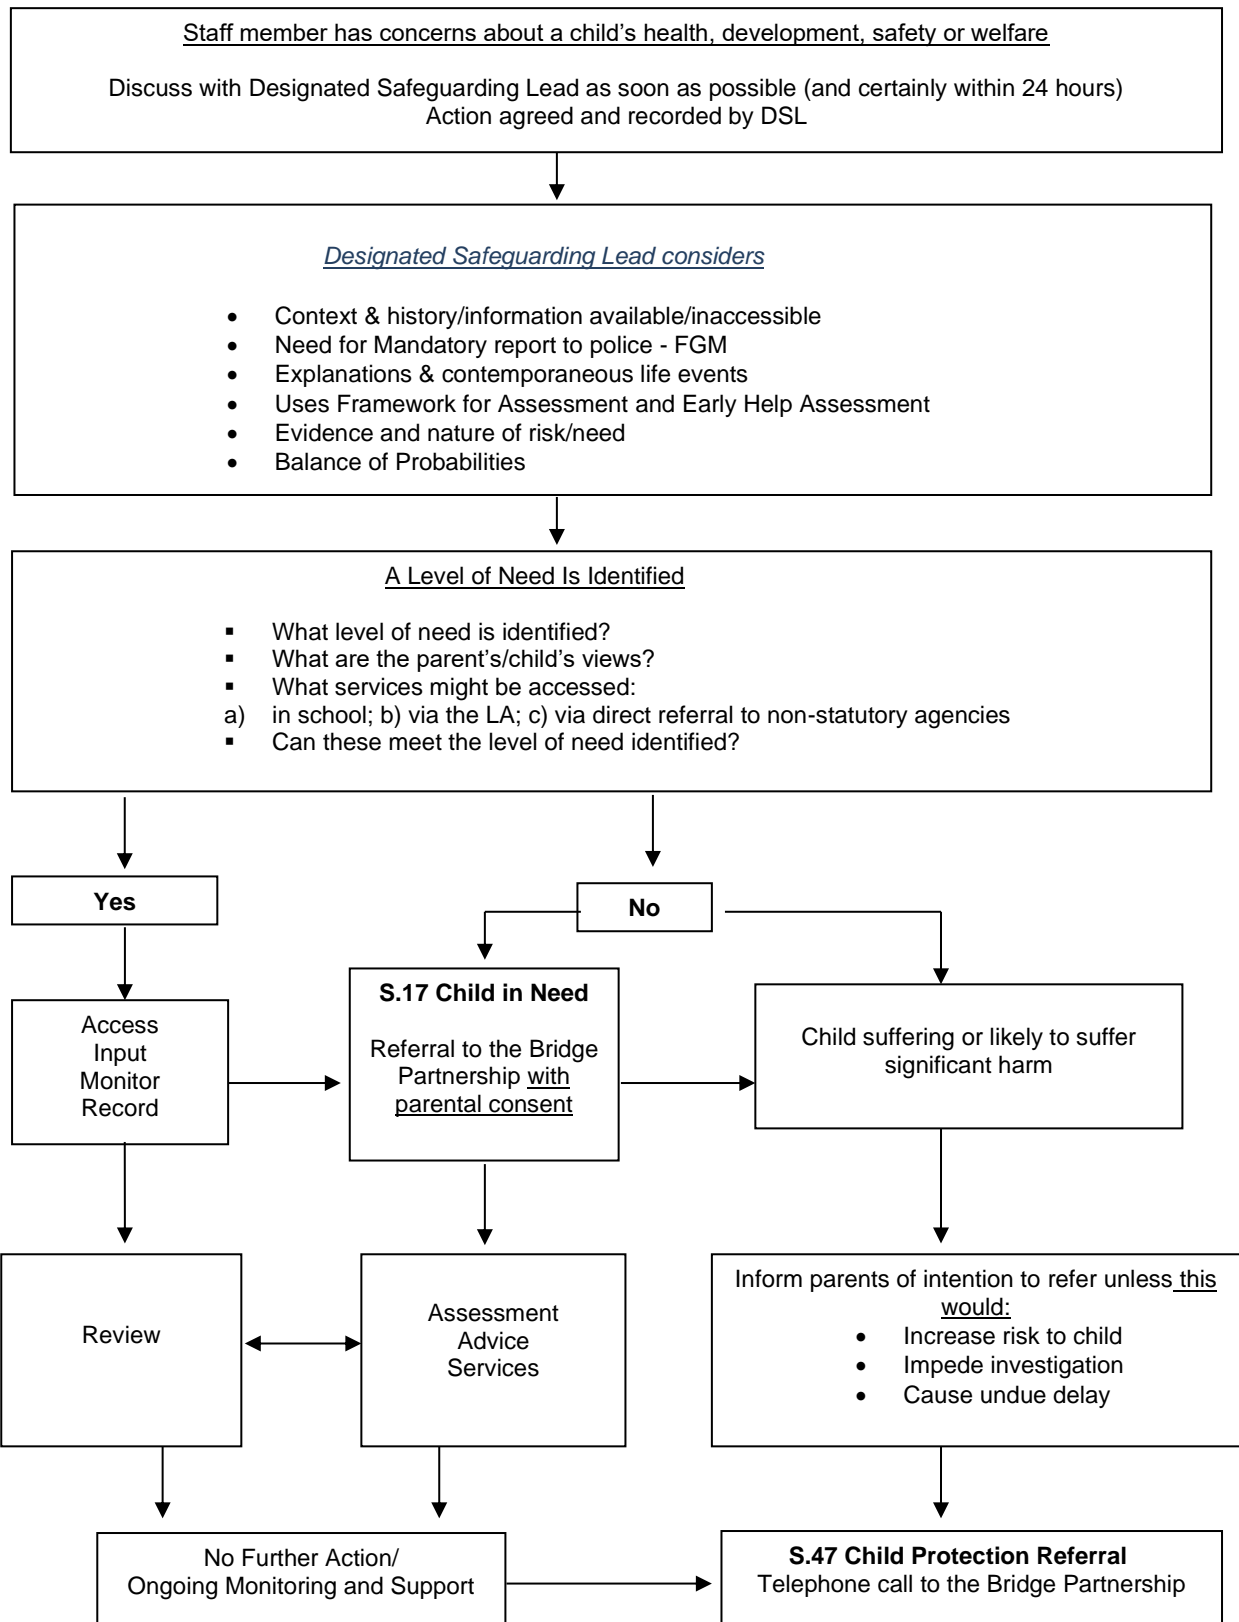 Staff member has concerns about a child’s health, development, safety or welfare
Discuss with Designated Safeguarding Lead as soon as possible (and certainly within 24 hours)
Action agreed and recorded by DSL
Designated Safeguarding Lead considers
• Context & history/information available/inaccessible
• Need for Mandatory report to police - FGM
• Explanations & contemporaneous life events
• Uses Framework for Assessment and Early Help Assessment
• Evidence and nature of risk/need
• Balance of Probabilities
A Level of Need Is Identified
▪ What level of need is identified?
▪ What are the parent’s/child’s views?
▪ What services might be accessed:
a) in school; b) via the LA; c) via direct referral to non-statutory agencies
▪ Can these meet the level of need identified?
Yes
No
Access
Input
Monitor
Record
S.17 Child in Need
Referral to the Bridge
Partnership with
parental consent
Child suffering or likely to suffer
significant harm
Review
Assessment
Advice
Services
Inform parents of intention to refer unless this
would:
• Increase risk to child
• Impede investigation
• Cause undue delay
No Further Action/
Ongoing Monitoring and Support
S.47 Child Protection Referral
Telephone call to the Bridge Partnership